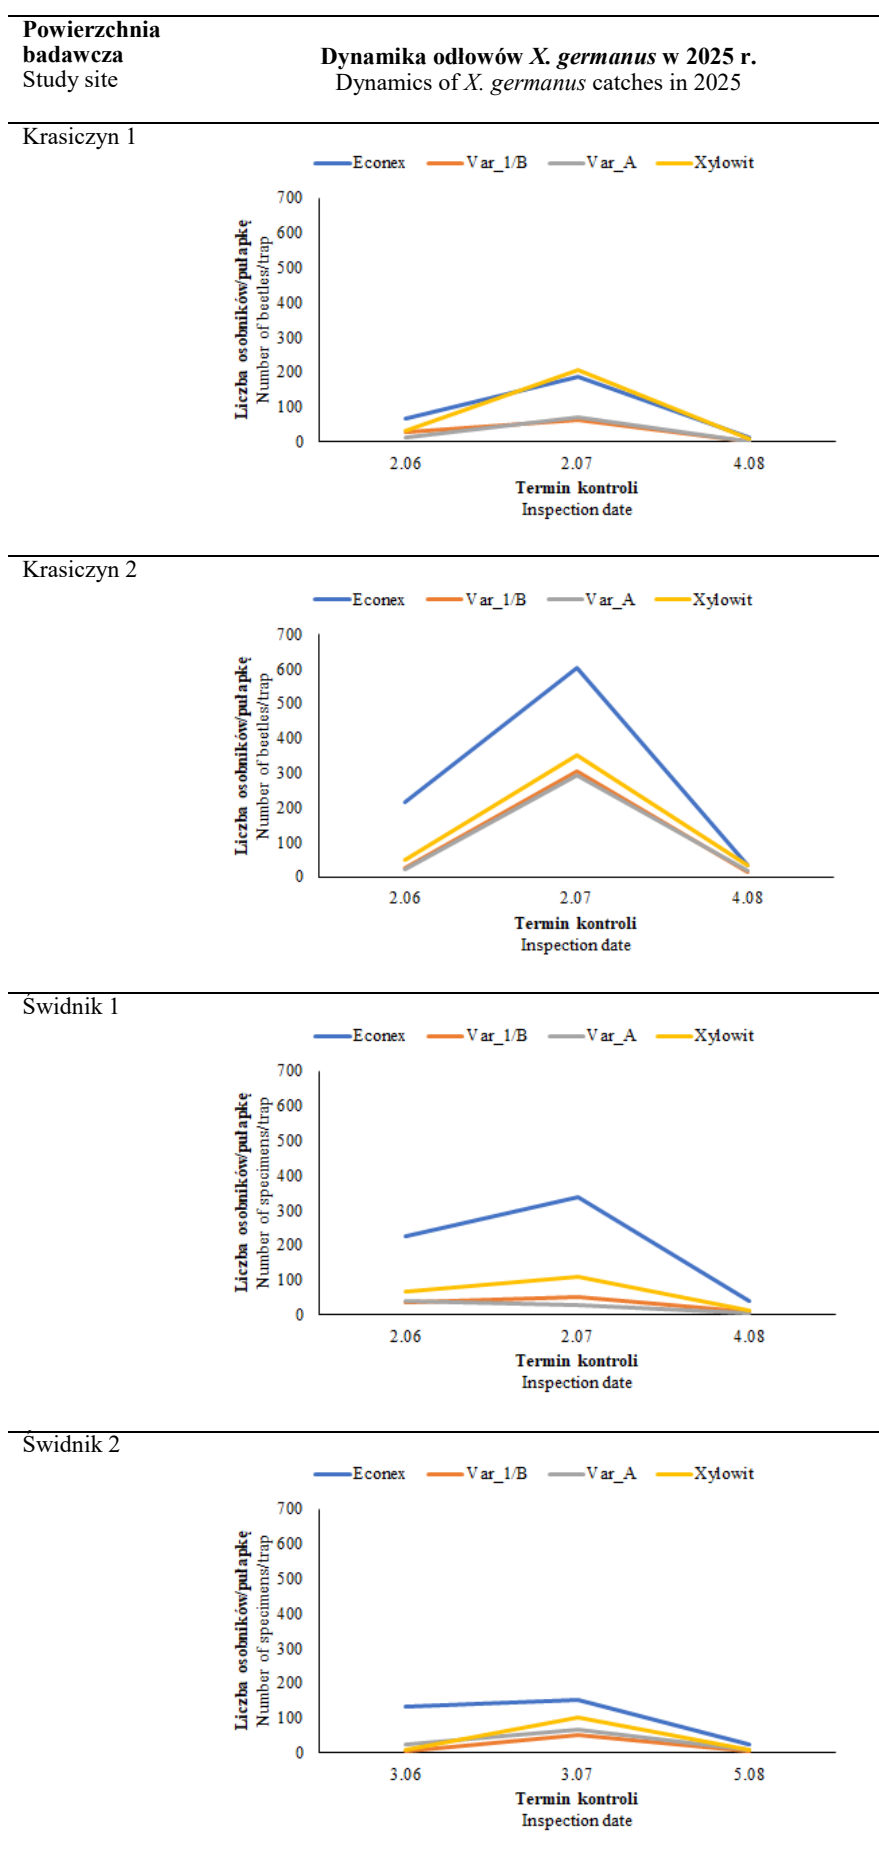 Powierzchnia
badawcza
Study site
Dynamika odłowów X. germanus w 2025 r.
Dynamics of X. germanus catches in 2025
Krasiczyn 1
Econex Var_1/B Var_A Xylowit
Liczba osobników/pułapkę
Number of beetles/trap
700
600
500
400
300
200
100
0
2.06 2.07 4.08
Termin kontroli
Inspection date
Krasiczyn 2
Econex Var_1/B Var_A Xylowit
Liczba osobników/pułapkę
Number of beetles/trap
700
600
500
400
300
200
100
0
2.06 2.07 4.08
Termin kontroli
Inspection date
Świdnik 1
Econex Var_1/B Var_A Xylowit
Liczba osobników/pułapkę
Number of specimens/trap
700
600
500
400
300
200
100
0
2.06 2.07 4.08
Termin kontroli
Inspection date
Świdnik 2
Econex Var_1/B Var_A Xylowit
Liczba osobników/pułapkę
Number of specimens/trap
700
600
500
400
300
200
100
0
3.06 3.07 5.08
Termin kontroli
Inspection date